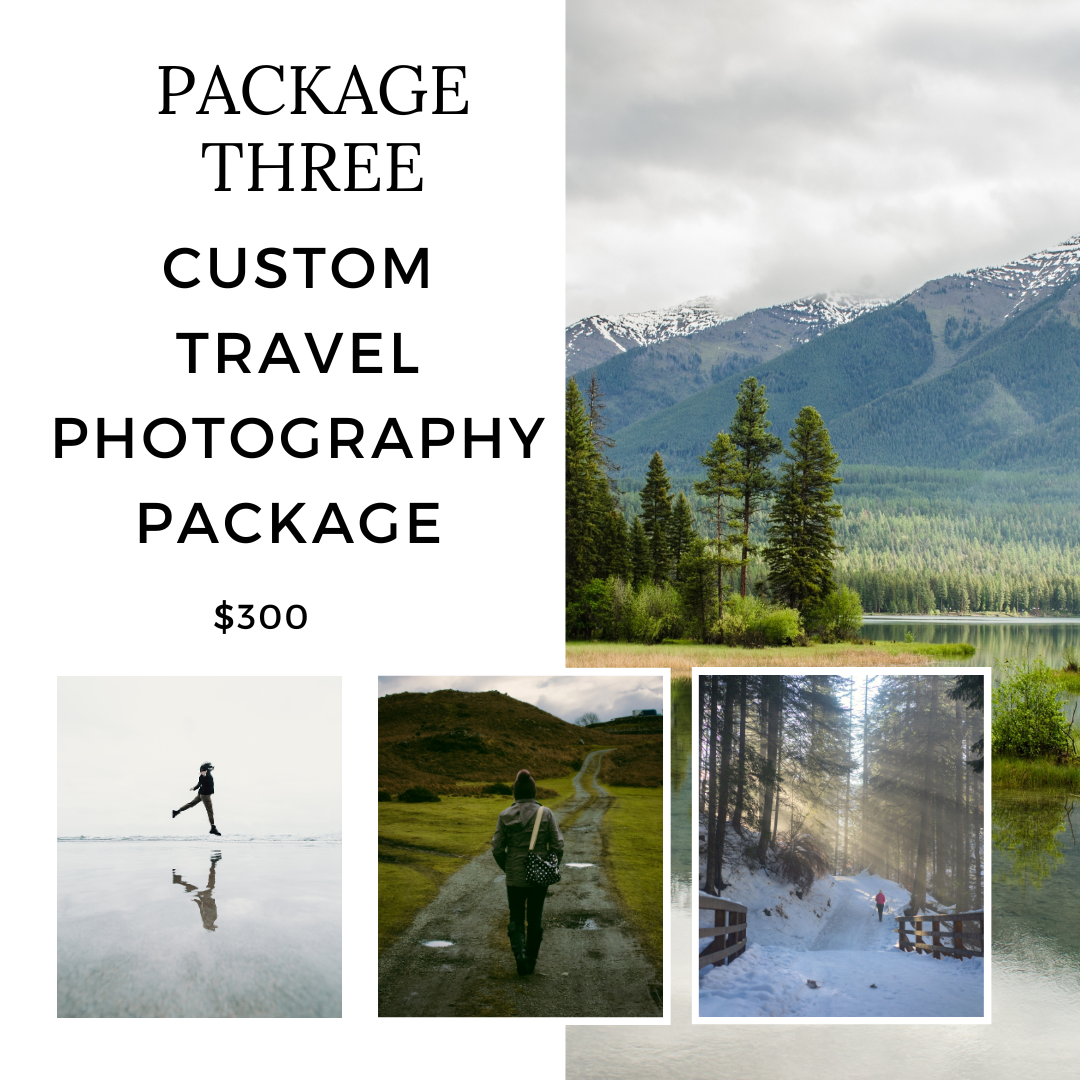 PACKAGE
THREE
CUSTOM
TRAVEL
PHOTOGRAPHY
PACKAGE
$300